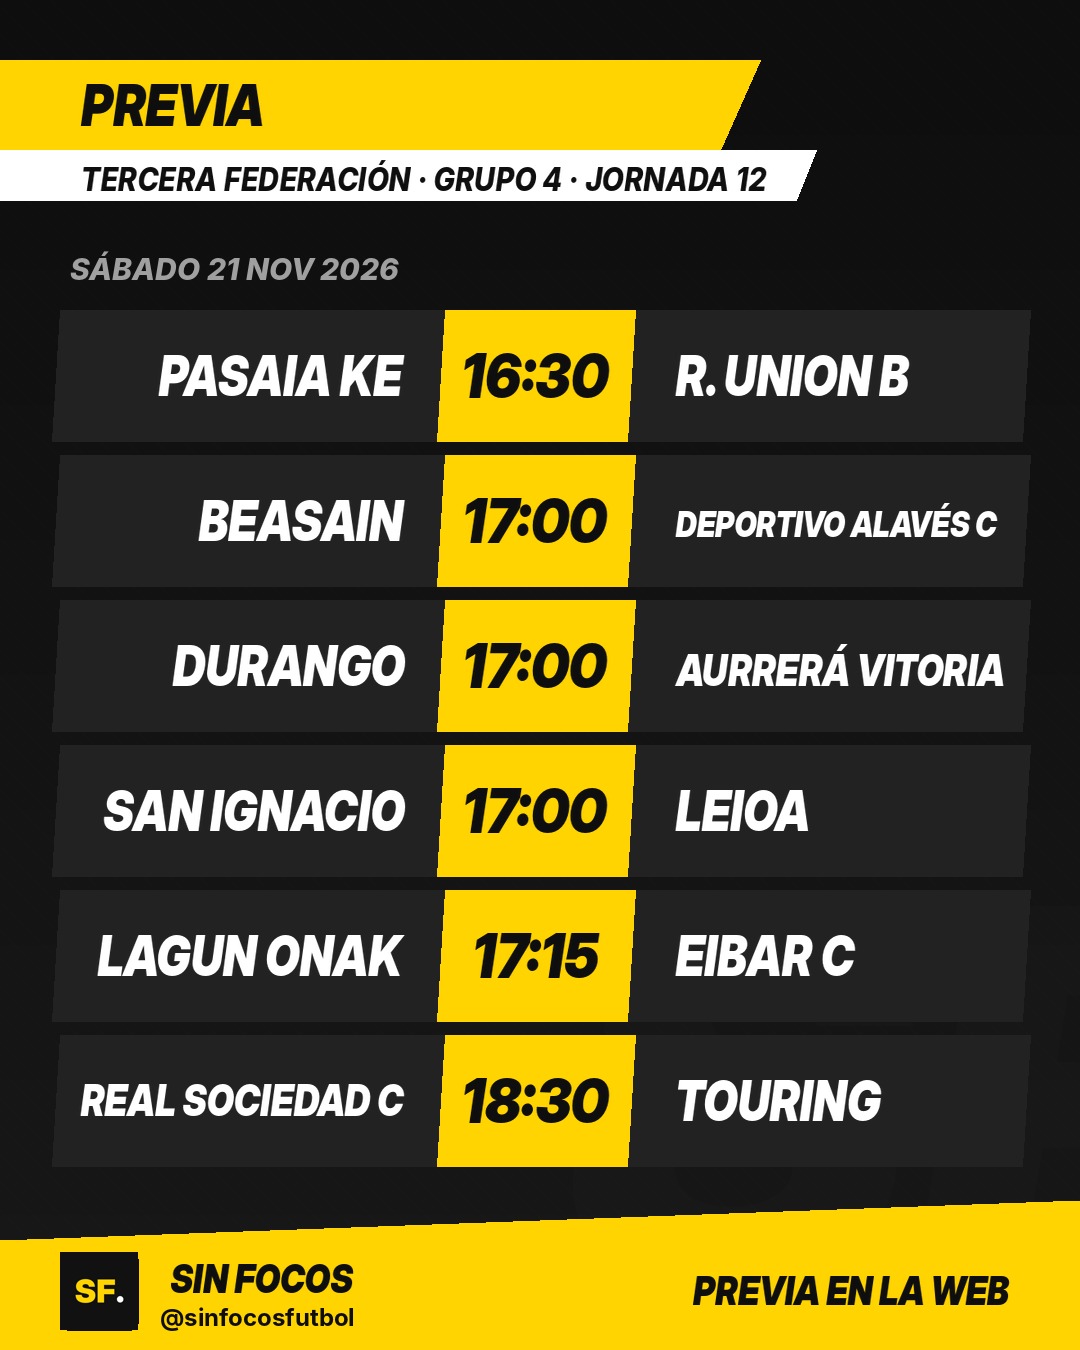 PREVIA
TERCERA FEDERACIÓN · GRUPO 4 · JORNADA 12
SÁBADO 21 NOV 2026
PASAIA KE 16:30 R. UNION B
BEASAIN 17:00 DEPORTIVO ALAVÉS C
DURANGO 17:00 AURRERÁ VITORIA
SAN IGNACIO 17:00 LEIOA
LAGUN ONAK 17:15 EIBAR C
REAL SOCIEDAD C 18:30 TOURING
SF.
SIN FOCOS
@sinfocosfutbol
PREVIA EN LA WEB